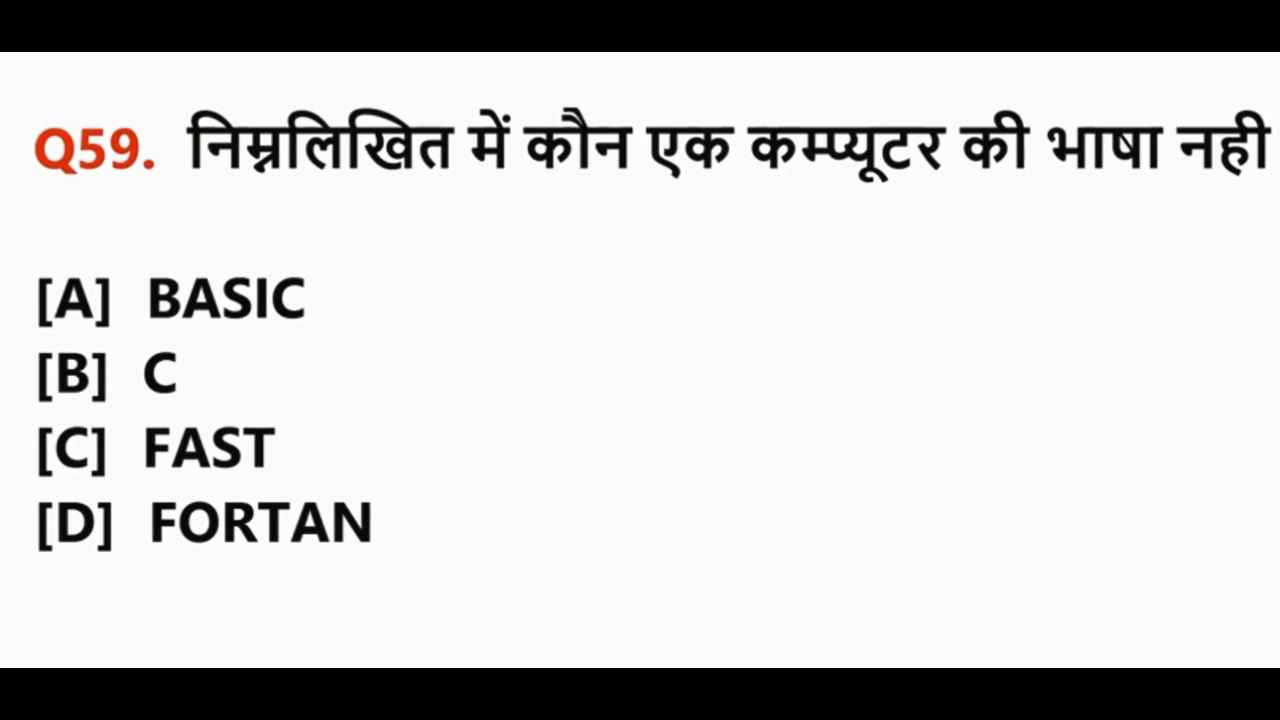 Q59. निम्नलिखित में कौन एक कम्प्यूटर की भाषा नही
[A] BASIC
[B] C
[C] FAST
[D] FORTAN